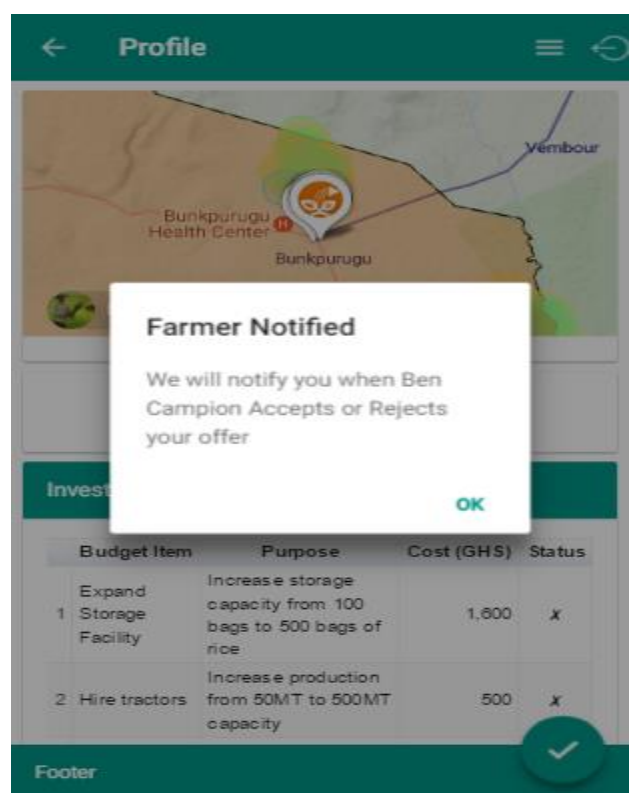 Profile
Vembour
Bunkpurugu
Health Center
H
Bunkpurugu
Farmer Notified
We will notify you when Ben
Campion Accepts or Rejects
your offer
OK
Invest
Budget Item Purpose Cost (GHS) Status
1 Expand Storage Facility Increase storage capacity from 100 bags to 500 bags of rice 1,600 x
2 Hire tractors Increase production from 50MT to 500MT capacity 500 x
Footer